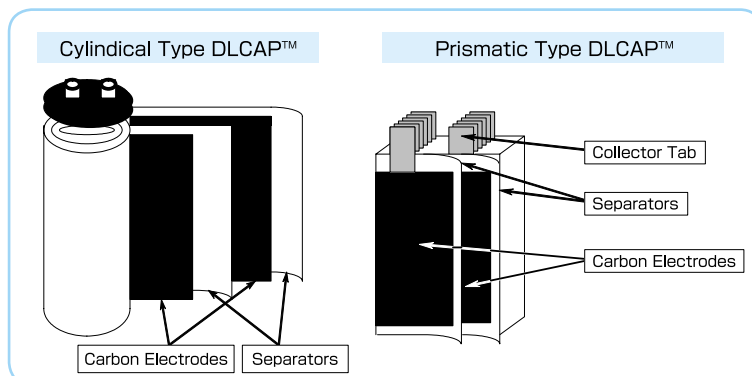 Cylindical Type DLCAP™
Carbon Electrodes
Separators
Prismatic Type DLCAP™
Collector Tab
Separators
Carbon Electrodes